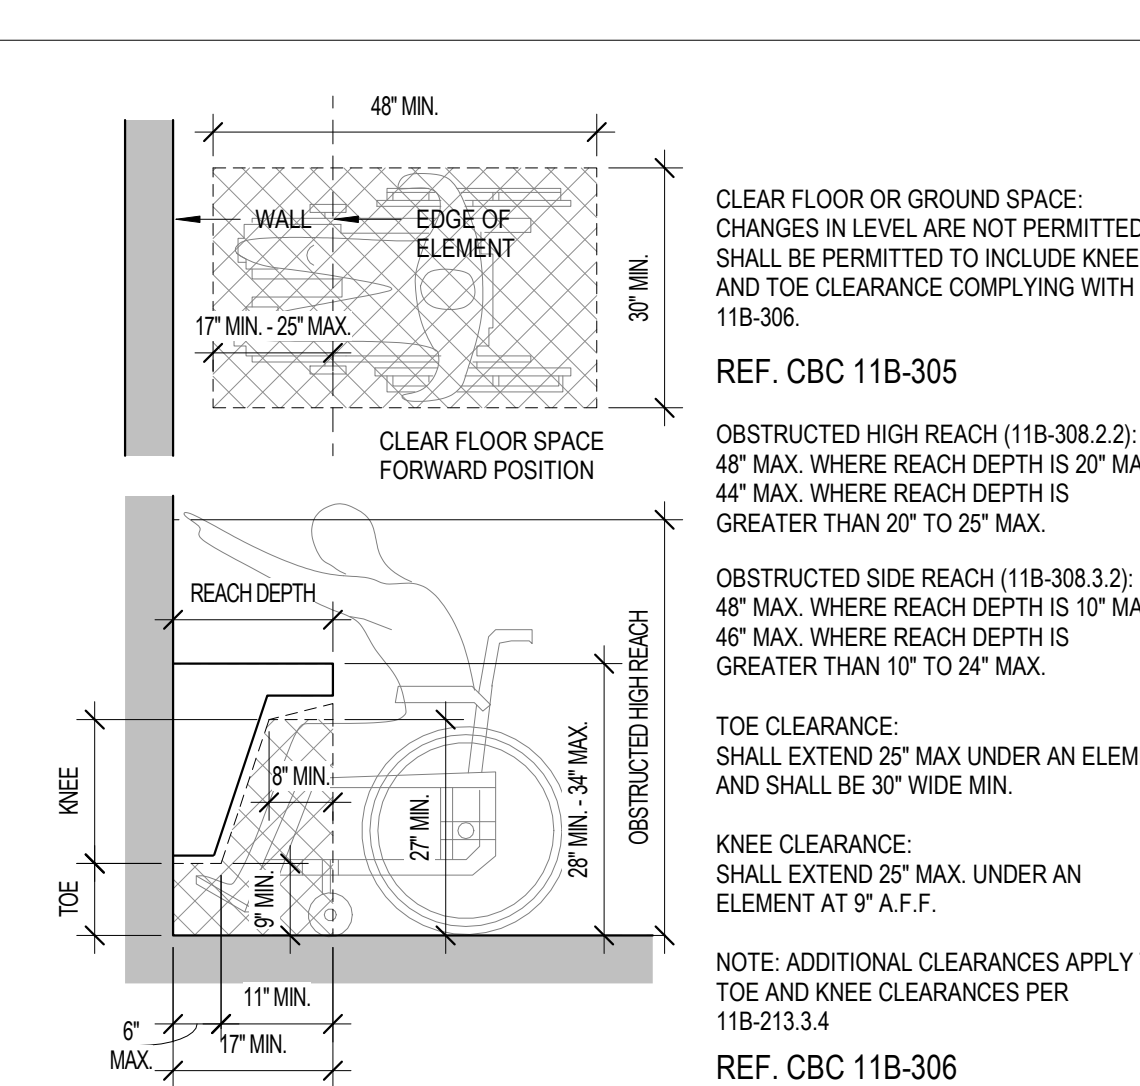 48" MIN.
WALL
EDGE OF
ELEMENT
30" MIN.
17" MIN. - 25" MAX.
CLEAR FLOOR SPACE
FORWARD POSITION
REACH DEPTH
OBSTRUCTED HIGH REACH
28" MIN. - 34" MAX.
KNEE
8" MIN.
27" MIN.
TOE
9" MIN.
11" MIN.
6"
MAX.
17" MIN.
CLEAR FLOOR OR GROUND SPACE:
CHANGES IN LEVEL ARE NOT PERMITTED
SHALL BE PERMITTED TO INCLUDE KNEE
AND TOE CLEARANCE COMPLYING WITH
11B-306.
REF. CBC 11B-305
OBSTRUCTED HIGH REACH (11B-308.2.2):
48" MAX. WHERE REACH DEPTH IS 20"
44" MAX. WHERE REACH DEPTH IS
GREATER THAN 20" TO 25" MAX.
OBSTRUCTED SIDE REACH (11B-308.3.2):
48" MAX. WHERE REACH DEPTH IS 10"
46" MAX. WHERE REACH DEPTH IS
GREATER THAN 10" TO 24" MAX.
TOE CLEARANCE:
SHALL EXTEND 25" MAX UNDER AN
AND SHALL BE 30" WIDE MIN.
KNEE CLEARANCE:
SHALL EXTEND 25" MAX. UNDER AN
ELEMENT AT 9" A.F.F.
NOTE: ADDITIONAL CLEARANCES APPLY
TOE AND KNEE CLEARANCES PER
11B-213.3.4
REF. CBC 11B-306